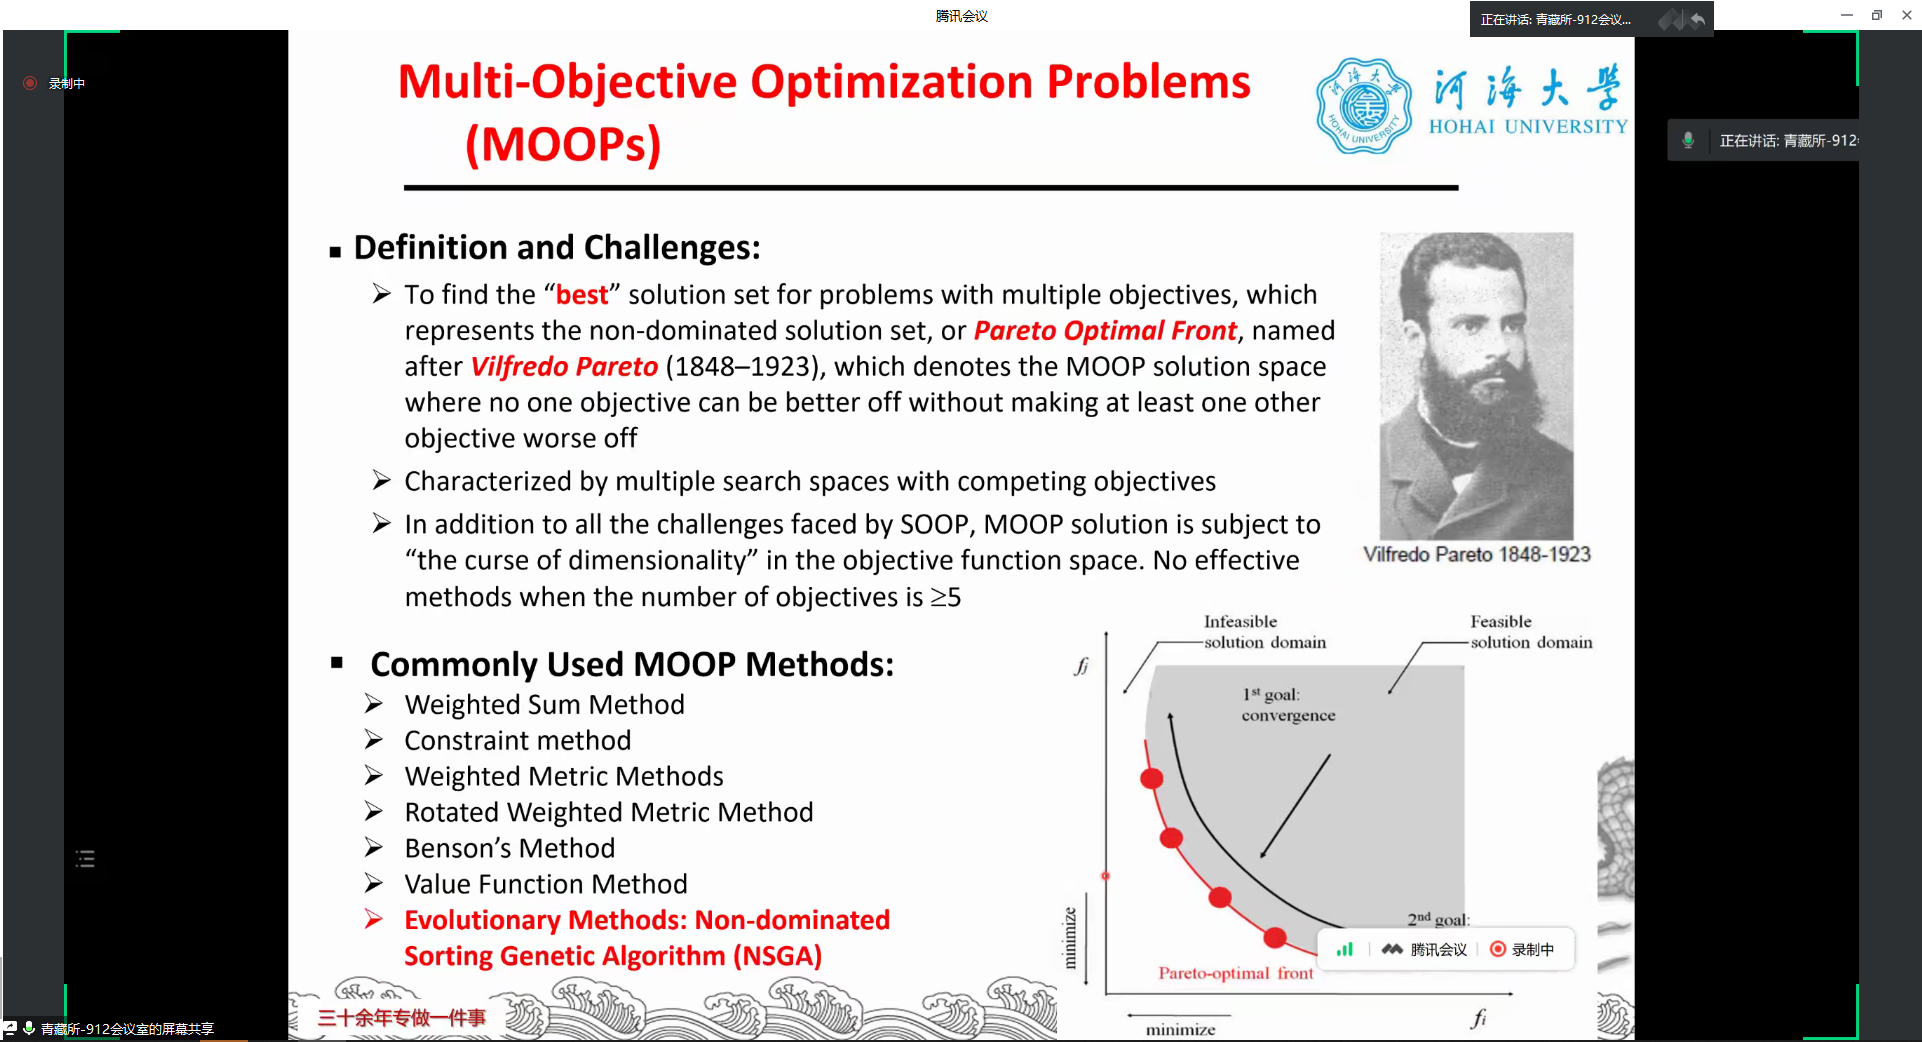 腾讯会议
正在讲话: 青藏所-912会议...
录制中
Multi-Objective Optimization Problems
(MOOPs)
河海大学
HOHAI UNIVERSITY
河海大学
HOHAI UNIVERSITY
正在讲话: 青藏所-912
Definition and Challenges:
To find the “best” solution set for problems with multiple objectives, which
represents the non-dominated solution set, or Pareto Optimal Front, named
after Vilfredo Pareto (1848–1923), which denotes the MOOP solution space
where no one objective can be better off without making at least one other
objective worse off
Characterized by multiple search spaces with competing objectives
In addition to all the challenges faced by SOOP, MOOP solution is subject to
“the curse of dimensionality” in the objective function space. No effective
methods when the number of objectives is ≥5
Vilfredo Pareto 1848-1923
Commonly Used MOOP Methods:
Weighted Sum Method
Constraint method
Weighted Metric Methods
Rotated Weighted Metric Method
Benson’s Method
Value Function Method
Evolutionary Methods: Non-dominated
Sorting Genetic Algorithm (NSGA)
Infeasible
solution domain
Feasible
solution domain
fj
1st goal:
convergence
2nd goal:
minimize
Pareto-optimal front
腾讯会议
录制中
fi
minimize
三十余年专做一件事
青藏所-912会议室的屏幕共享